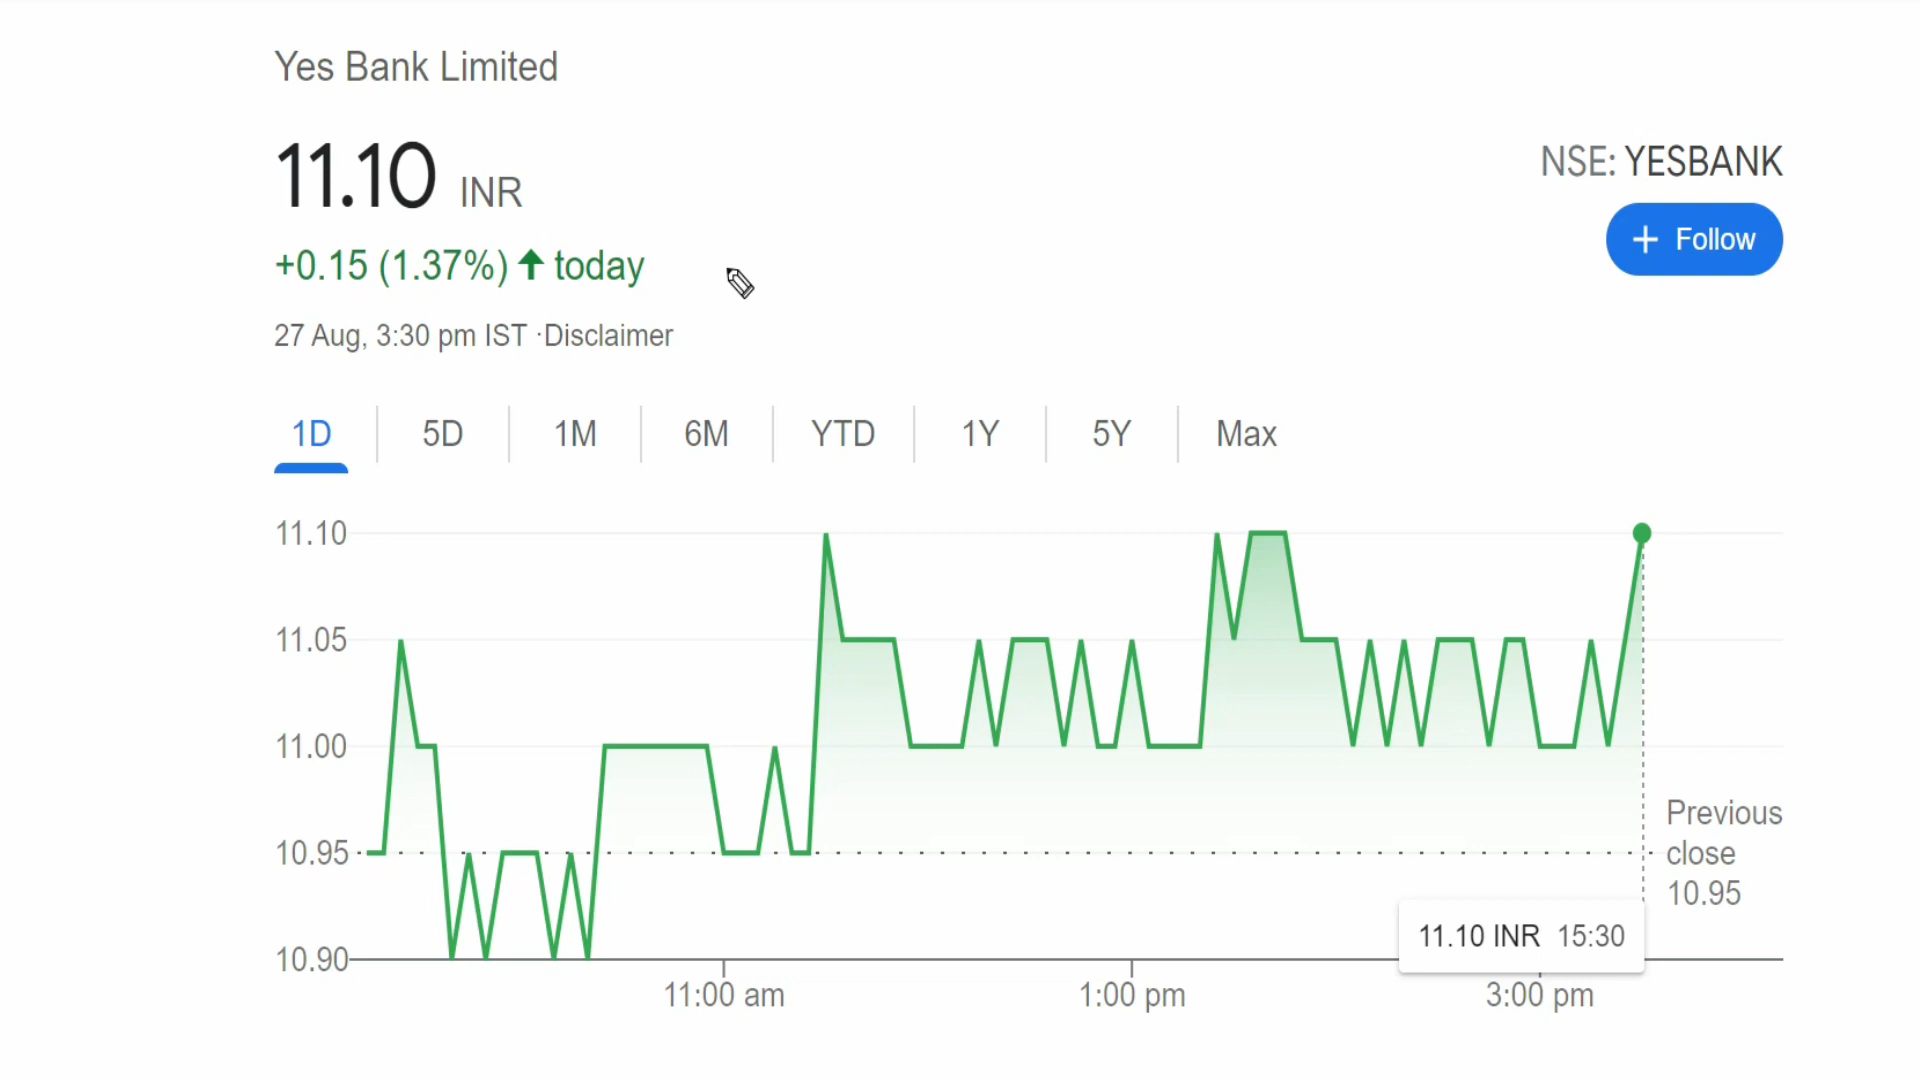 Yes Bank Limited
11.10 INR
NSE: YESBANK
+ Follow
+0.15 (1.37%) ↑ today
27 Aug, 3:30 pm IST ·Disclaimer
1D 5D 1M 6M YTD 1Y 5Y Max
11.10
11.05
11.00
10.95
10.90
Previous
close
10.95
11.10 INR 15:30
11:00 am 1:00 pm 3:00 pm